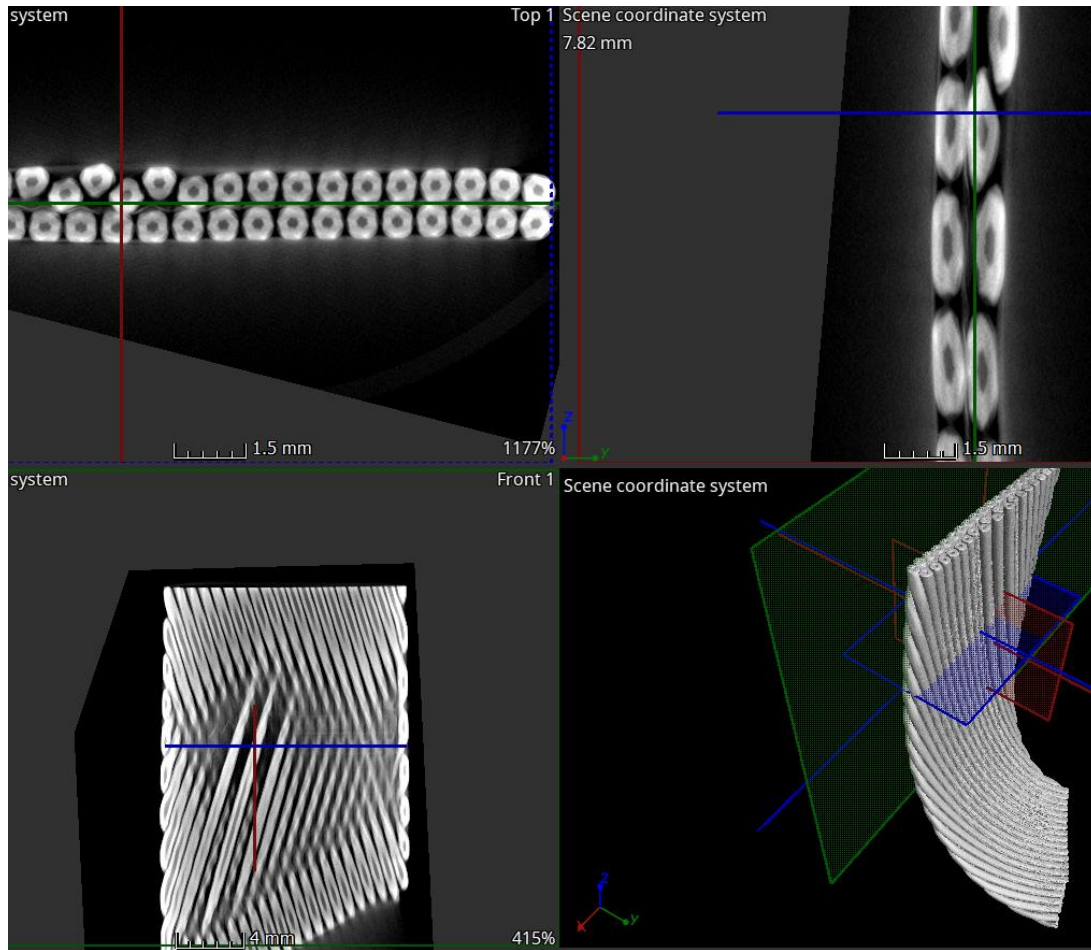 system
Top 1
1.5 mm
1177%
Scene coordinate system
7.82 mm
z
y
1.5 mm
system
Front 1
4 mm
415%
Scene coordinate system
z
x
y